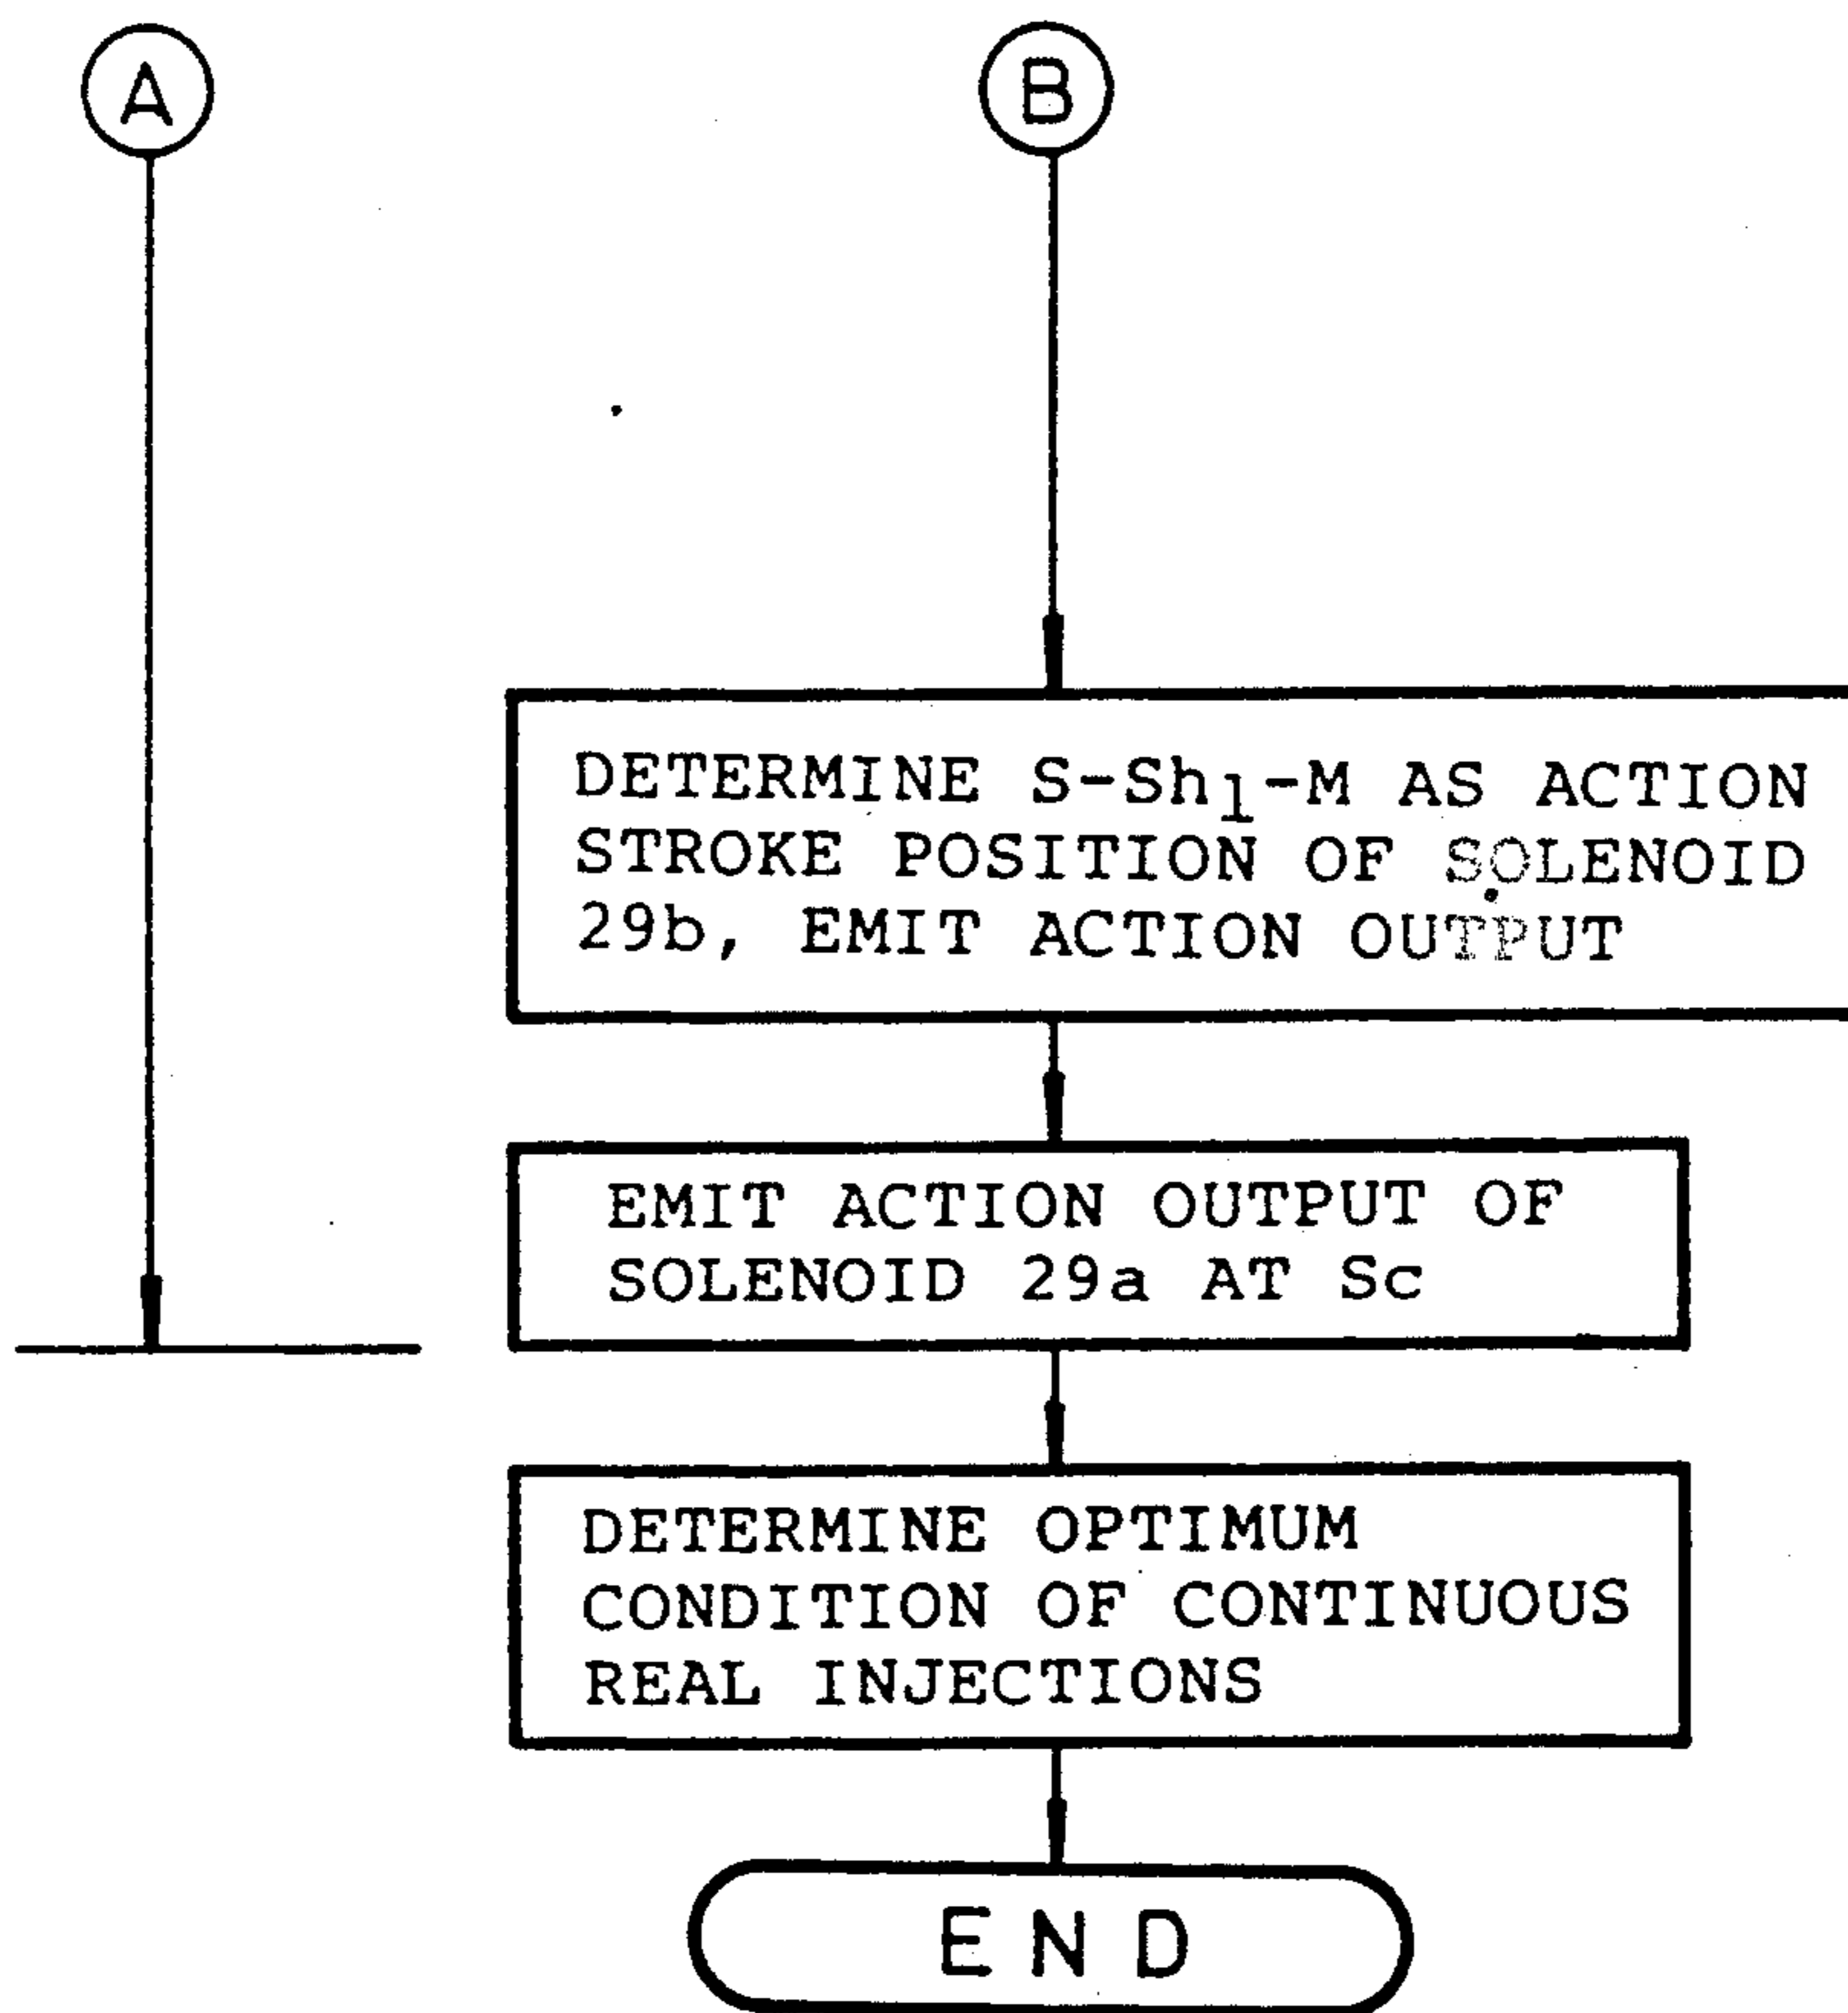 A
B
DETERMINE S-Sh₁-M AS ACTION
STROKE POSITION OF SOLENOID
29b, EMIT ACTION OUTPUT
EMIT ACTION OUTPUT OF
SOLENOID 29a AT Sc
DETERMINE OPTIMUM
CONDITION OF CONTINUOUS
REAL INJECTIONS
END